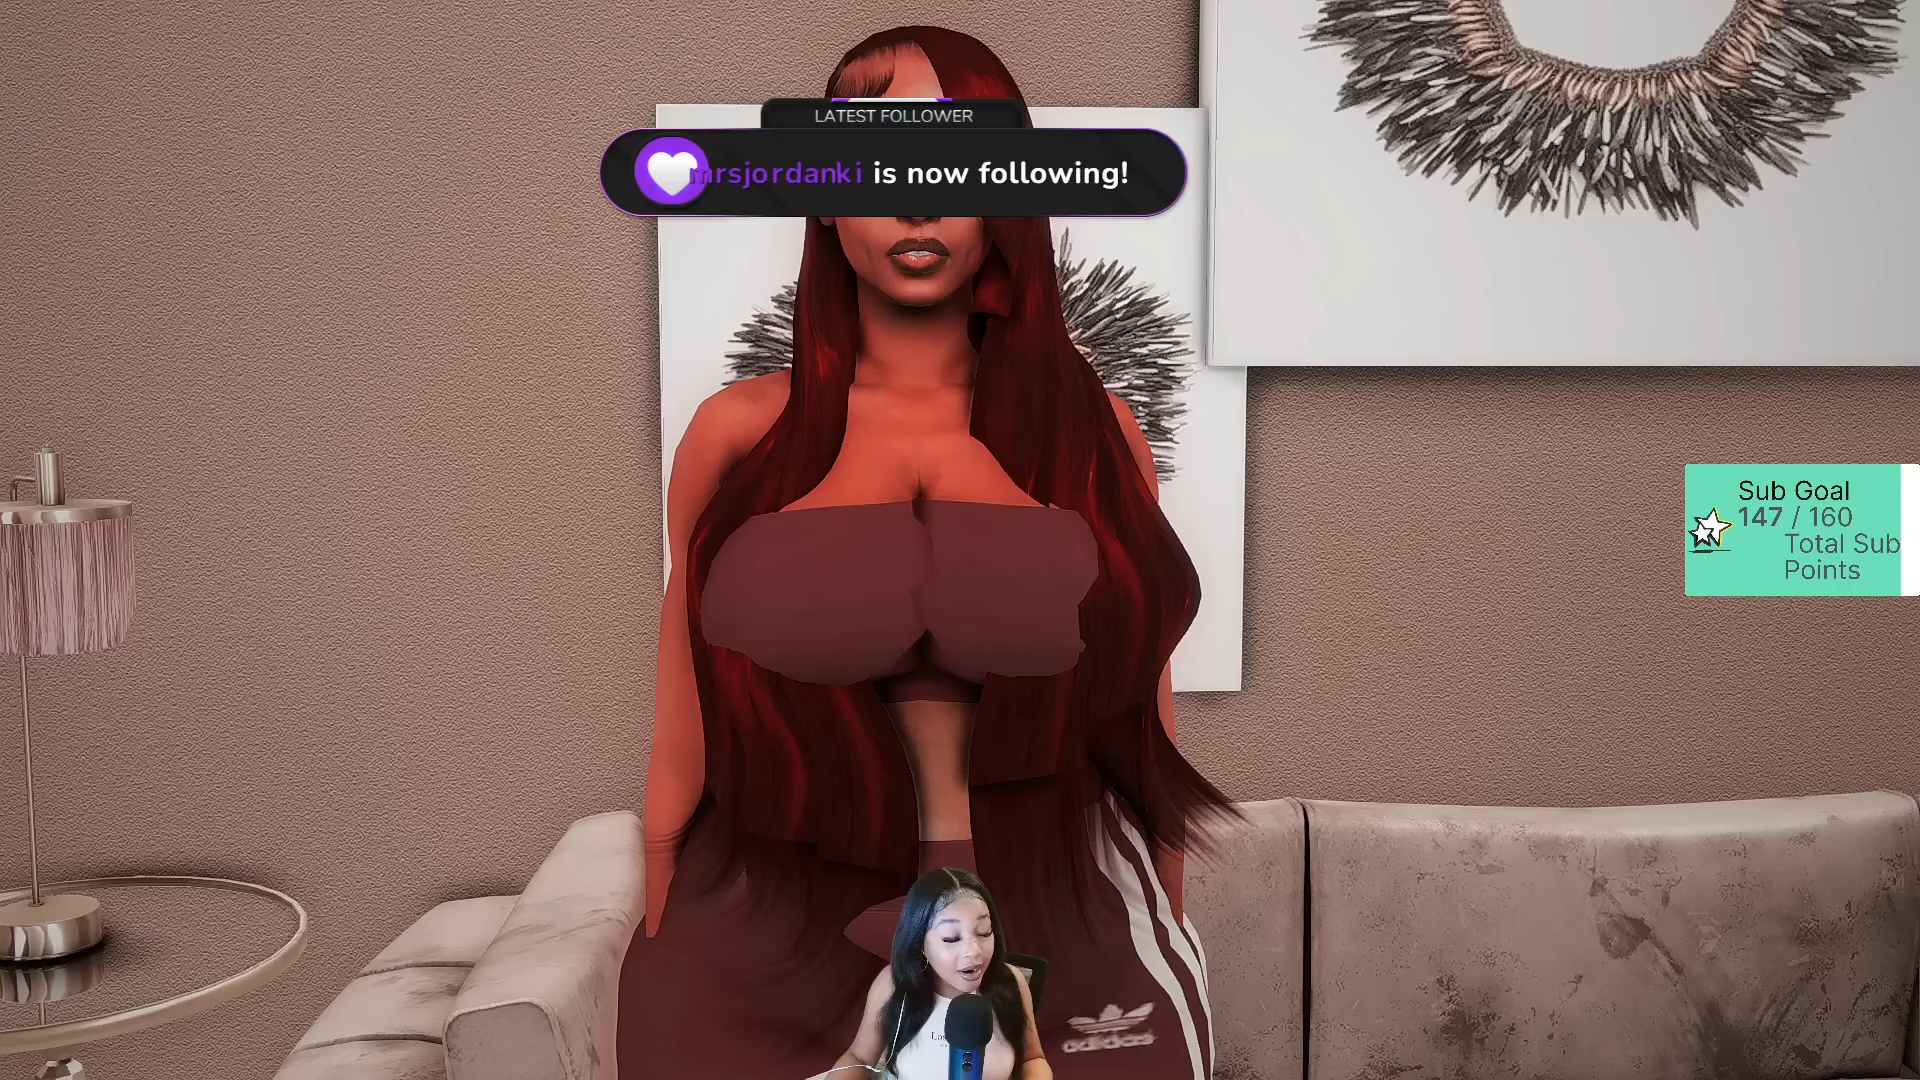 LATEST FOLLOWER
mrsjordanki is now following!
Sub Goal
147 / 160
Total Sub
Points
adidas